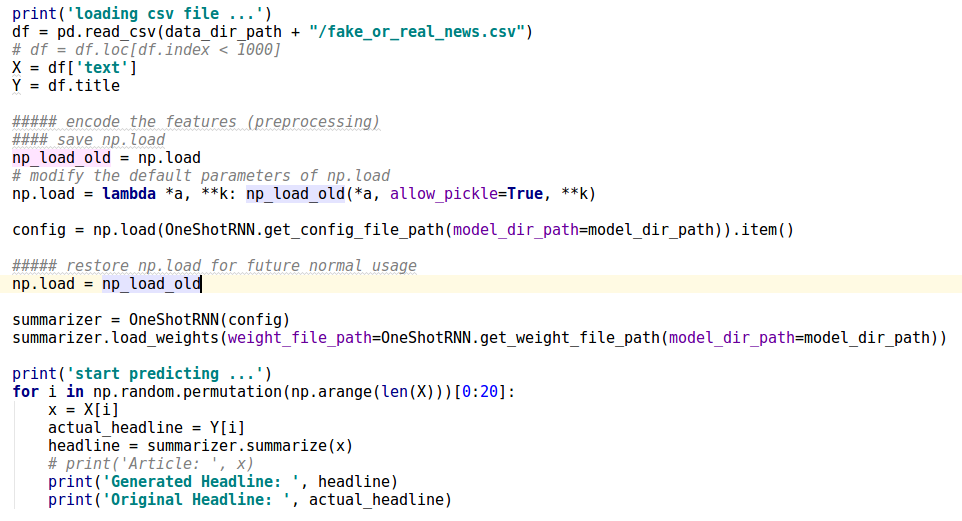 print('loading csv file ...')
df = pd.read_csv(data_dir_path + "/fake_or_real_news.csv")
# df = df.loc[df.index < 1000]
X = df['text']
Y = df.title

##### encode the features (preprocessing)
#### save np.load
np_load_old = np.load
# modify the default parameters of np.load
np.load = lambda *a, **k: np_load_old(*a, allow_pickle=True, **k)

config = np.load(OneShotRNN.get_config_file_path(model_dir_path=model_dir_path)).item()

##### restore np.load for future normal usage
np.load = np_load_old

summarizer = OneShotRNN(config)
summarizer.load_weights(weight_file_path=OneShotRNN.get_weight_file_path(model_dir_path=model_dir_path))

print('start predicting ...')
for i in np.random.permutation(np.arange(len(X)))[0:20]:
    x = X[i]
    actual_headline = Y[i]
    headline = summarizer.summarize(x)
    # print('Article: ', x)
    print('Generated Headline: ', headline)
    print('Original Headline: ', actual_headline)